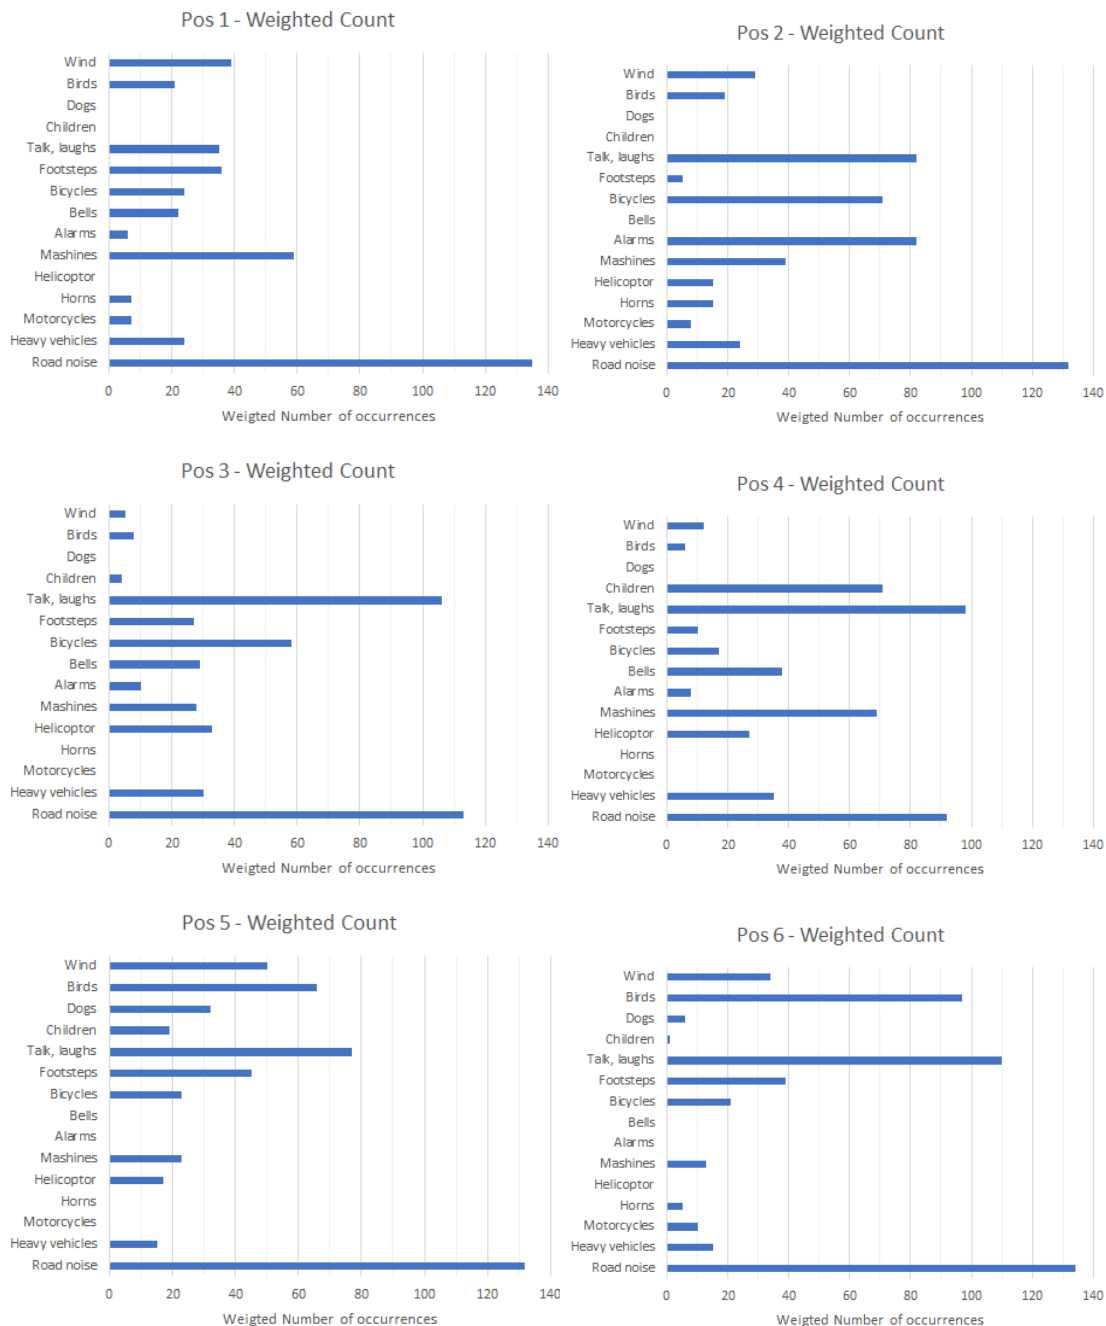 Pos 1 - Weighted Count
Wind
Birds
Dogs
Children
Talk, laughs
Footsteps
Bicycles
Bells
Alarms
Mashines
Helicoptor
Horns
Motorcycles
Heavy vehicles
Road noise
0 20 40 60 80 100 120 140
Weigted Number of occurrences
Pos 2 - Weighted Count
Wind
Birds
Dogs
Children
Talk, laughs
Footsteps
Bicycles
Bells
Alarms
Mashines
Helicoptor
Horns
Motorcycles
Heavy vehicles
Road noise
0 20 40 60 80 100 120 140
Weigted Number of occurrences
Pos 3 - Weighted Count
Wind
Birds
Dogs
Children
Talk, laughs
Footsteps
Bicycles
Bells
Alarms
Mashines
Helicoptor
Horns
Motorcycles
Heavy vehicles
Road noise
0 20 40 60 80 100 120 140
Weigted Number of occurrences
Pos 4 - Weighted Count
Wind
Birds
Dogs
Children
Talk, laughs
Footsteps
Bicycles
Bells
Alarms
Mashines
Helicoptor
Horns
Motorcycles
Heavy vehicles
Road noise
0 20 40 60 80 100 120 140
Weigted Number of occurrences
Pos 5 - Weighted Count
Wind
Birds
Dogs
Children
Talk, laughs
Footsteps
Bicycles
Bells
Alarms
Mashines
Helicoptor
Horns
Motorcycles
Heavy vehicles
Road noise
0 20 40 60 80 100 120 140
Weigted Number of occurrences
Pos 6 - Weighted Count
Wind
Birds
Dogs
Children
Talk, laughs
Footsteps
Bicycles
Bells
Alarms
Mashines
Helicoptor
Horns
Motorcycles
Heavy vehicles
Road noise
0 20 40 60 80 100 120 140
Weigted Number of occurrences